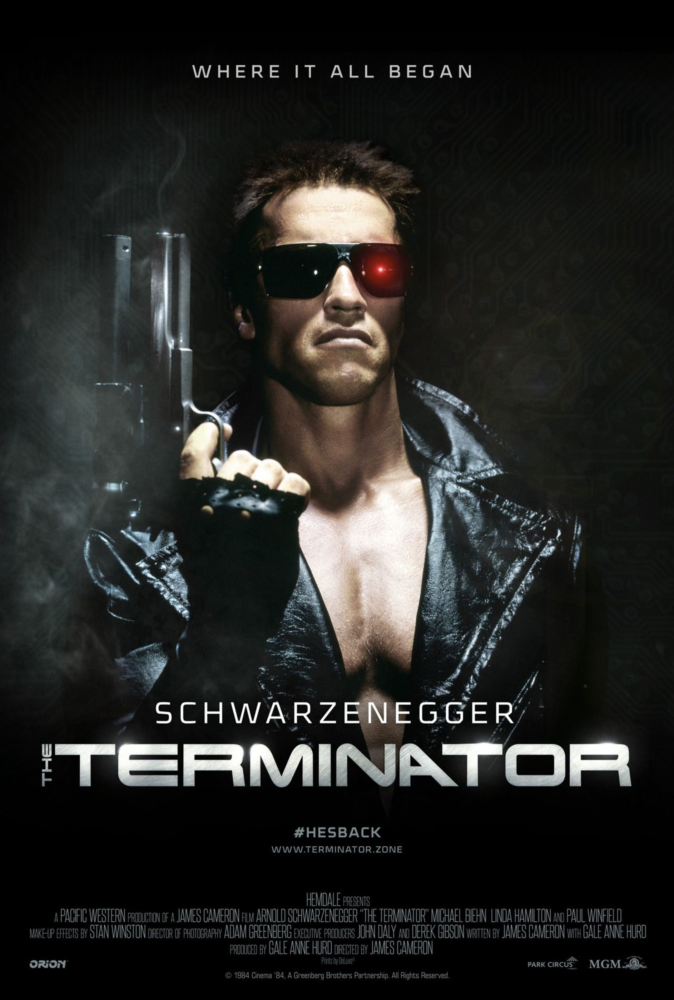 WHERE IT ALL BEGAN
SCHWARZENEGGER
THE TERMINATOR
#HESBACK
WWW.TERMINATOR.ZONE
HEMDALE PRESENTS
A PACIFIC WESTERN PRODUCTION OF A JAMES CAMERON FILM ARNOLD SCHWARZENEGGER "THE TERMINATOR" MICHAEL BIEHN LINDA HAMILTON AND PAUL WINFIELD
MAKE-UP EFFECTS BY STAN WINSTON DIRECTOR OF PHOTOGRAPHY ADAM GREENBERG EXECUTIVE PRODUCERS JOHN DALY AND DEREK GIBSON WRITTEN BY JAMES CAMERON WITH GALE ANNE HURD
PRODUCED BY GALE ANNE HURD DIRECTED BY JAMES CAMERON
Prints by DeLuxe®
ORION
PARK CIRCUS
MGM
© 1984 Cinema '84, A Greenberg Brothers Partnership. All Rights Reserved.